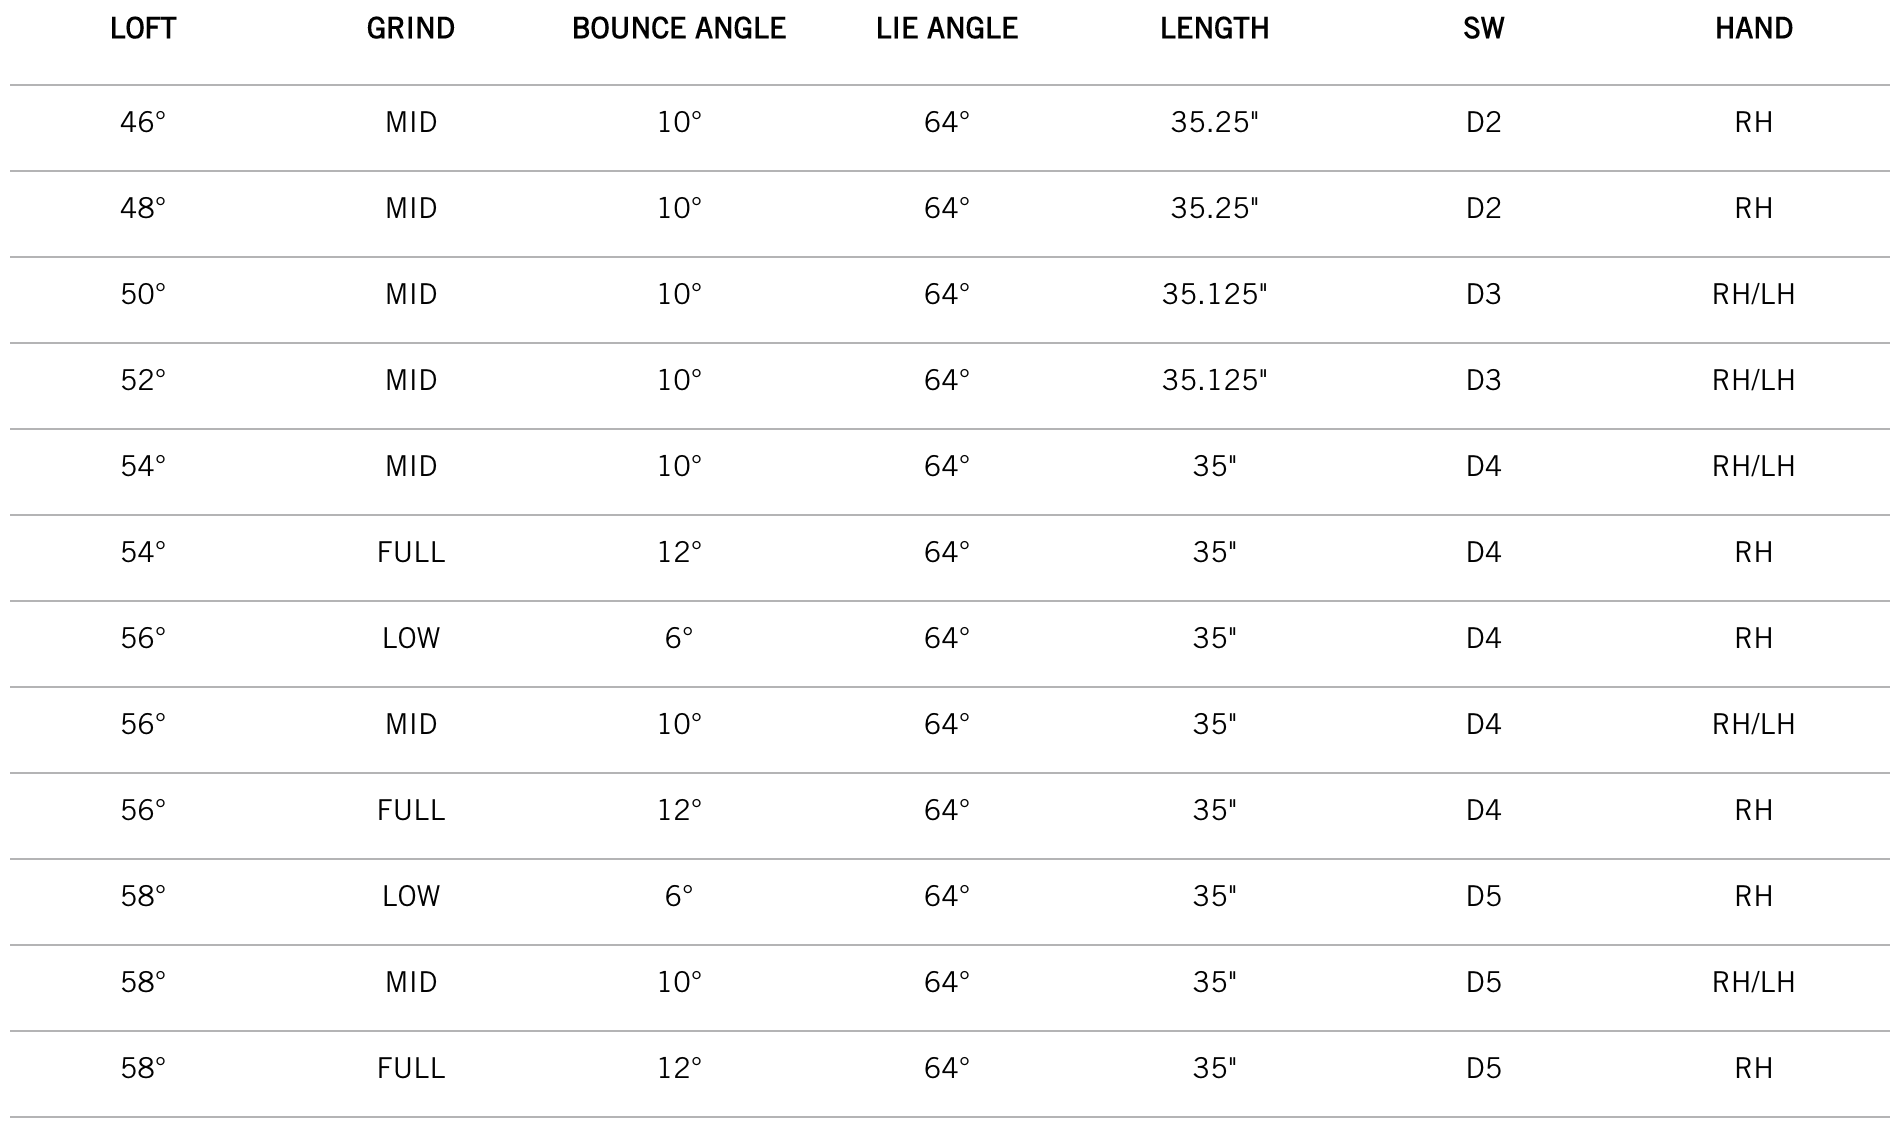 LOFT GRIND BOUNCE ANGLE LIE ANGLE LENGTH SW HAND
46° MID 10° 64° 35.25" D2 RH
48° MID 10° 64° 35.25" D2 RH
50° MID 10° 64° 35.125" D3 RH/LH
52° MID 10° 64° 35.125" D3 RH/LH
54° MID 10° 64° 35" D4 RH/LH
54° FULL 12° 64° 35" D4 RH
56° LOW 6° 64° 35" D4 RH
56° MID 10° 64° 35" D4 RH/LH
56° FULL 12° 64° 35" D4 RH
58° LOW 6° 64° 35" D5 RH
58° MID 10° 64° 35" D5 RH/LH
58° FULL 12° 64° 35" D5 RH